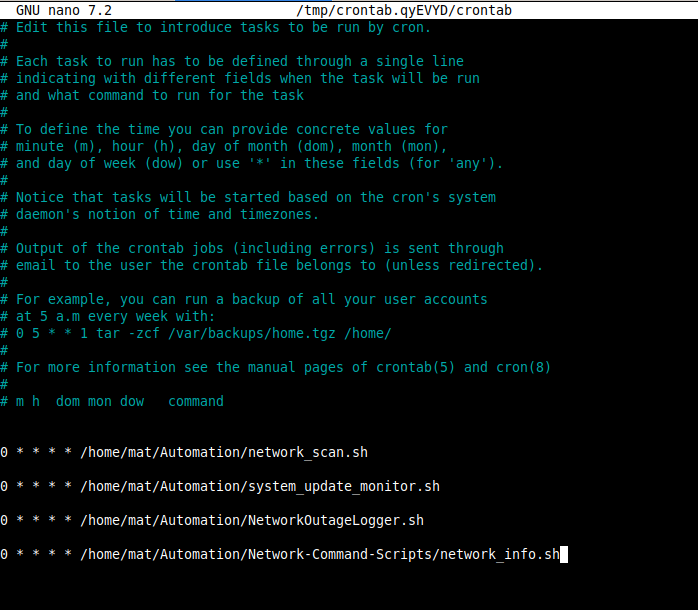 GNU nano 7.2 /tmp/crontab.qyEVYD/crontab
# Edit this file to introduce tasks to be run by cron.
#
# Each task to run has to be defined through a single line
# indicating with different fields when the task will be run
# and what command to run for the task
#
# To define the time you can provide concrete values for
# minute (m), hour (h), day of month (dom), month (mon),
# and day of week (dow) or use '*' in these fields (for 'any').
#
# Notice that tasks will be started based on the cron's system
# daemon's notion of time and timezones.
#
# Output of the crontab jobs (including errors) is sent through
# email to the user the crontab file belongs to (unless redirected).
#
# For example, you can run a backup of all your user accounts
# at 5 a.m every week with:
# 0 5 * * 1 tar -zcf /var/backups/home.tgz /home/
#
# For more information see the manual pages of crontab(5) and cron(8)
#
# m h  dom mon dow   command
0 * * * * /home/mat/Automation/network_scan.sh
0 * * * * /home/mat/Automation/system_update_monitor.sh
0 * * * * /home/mat/Automation/NetworkOutageLogger.sh
0 * * * * /home/mat/Automation/Network-Command-Scripts/network_info.sh